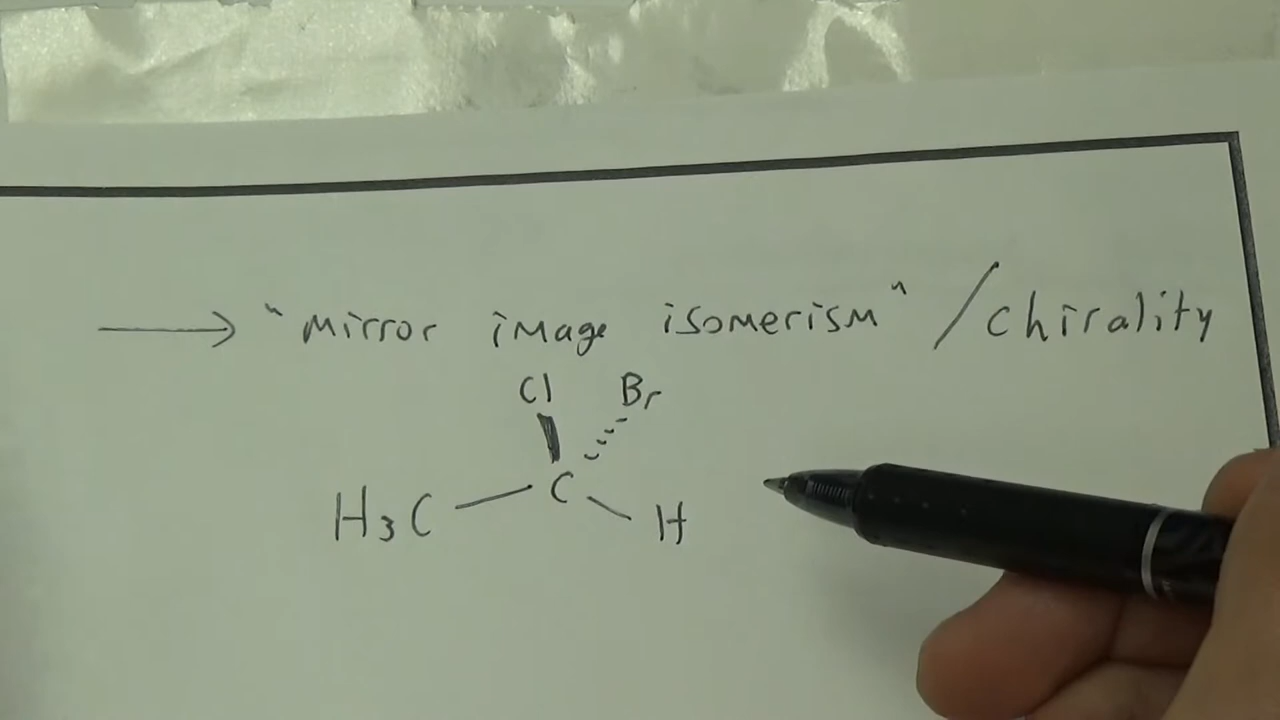 → "Mirror image isomerism" / chirality
Cl Br
C
H₃C H